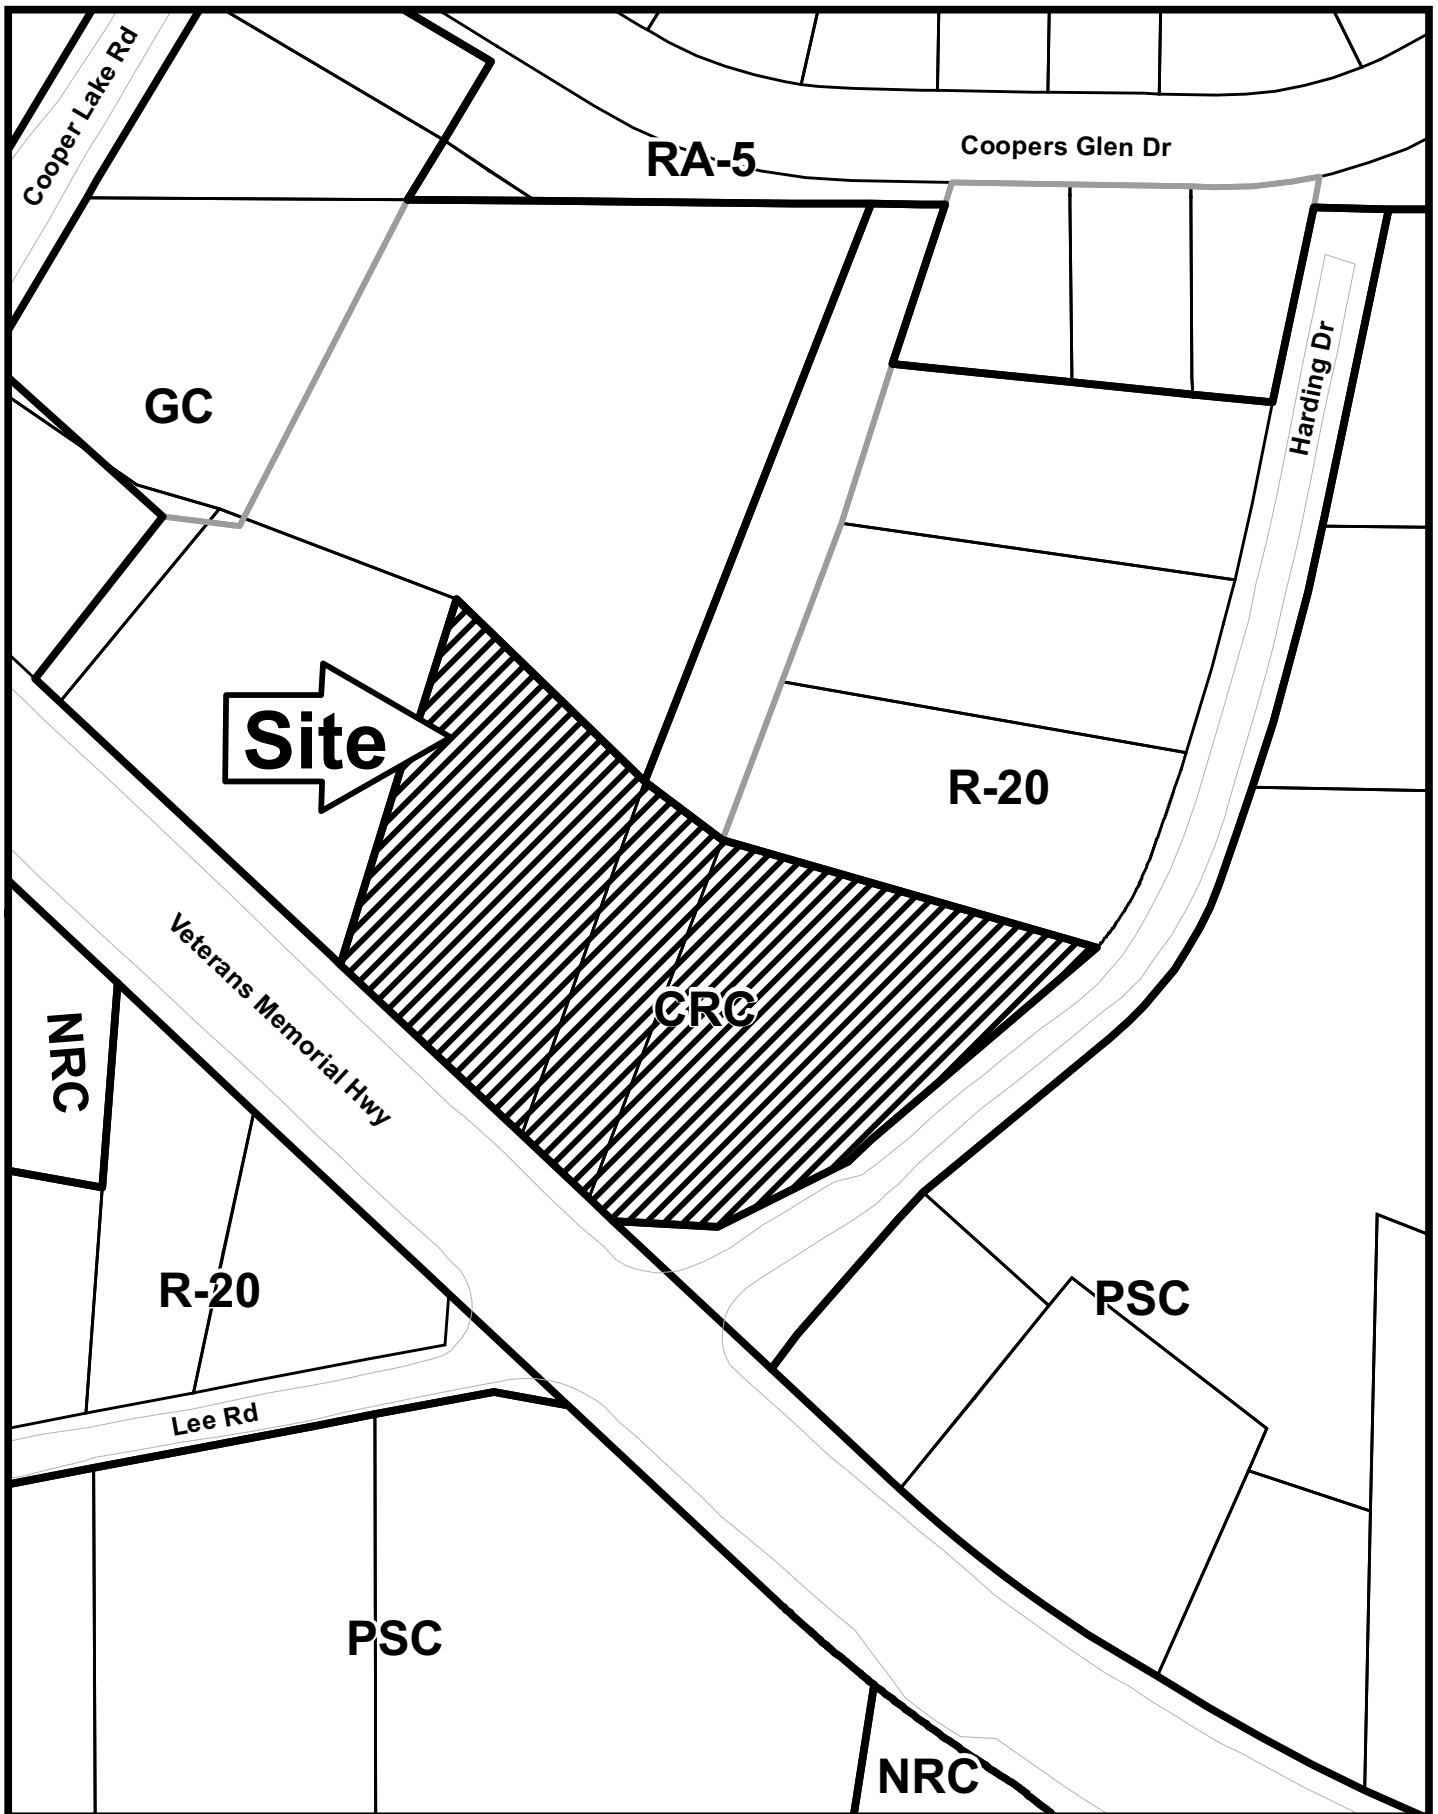 Cooper Lake Rd
RA-5
Coopers Glen Dr
GC
Harding Dr
Site
R-20
CRC
Veterans Memorial Hwy
NRC
R-20
PSC
Lee Rd
PSC
NRC